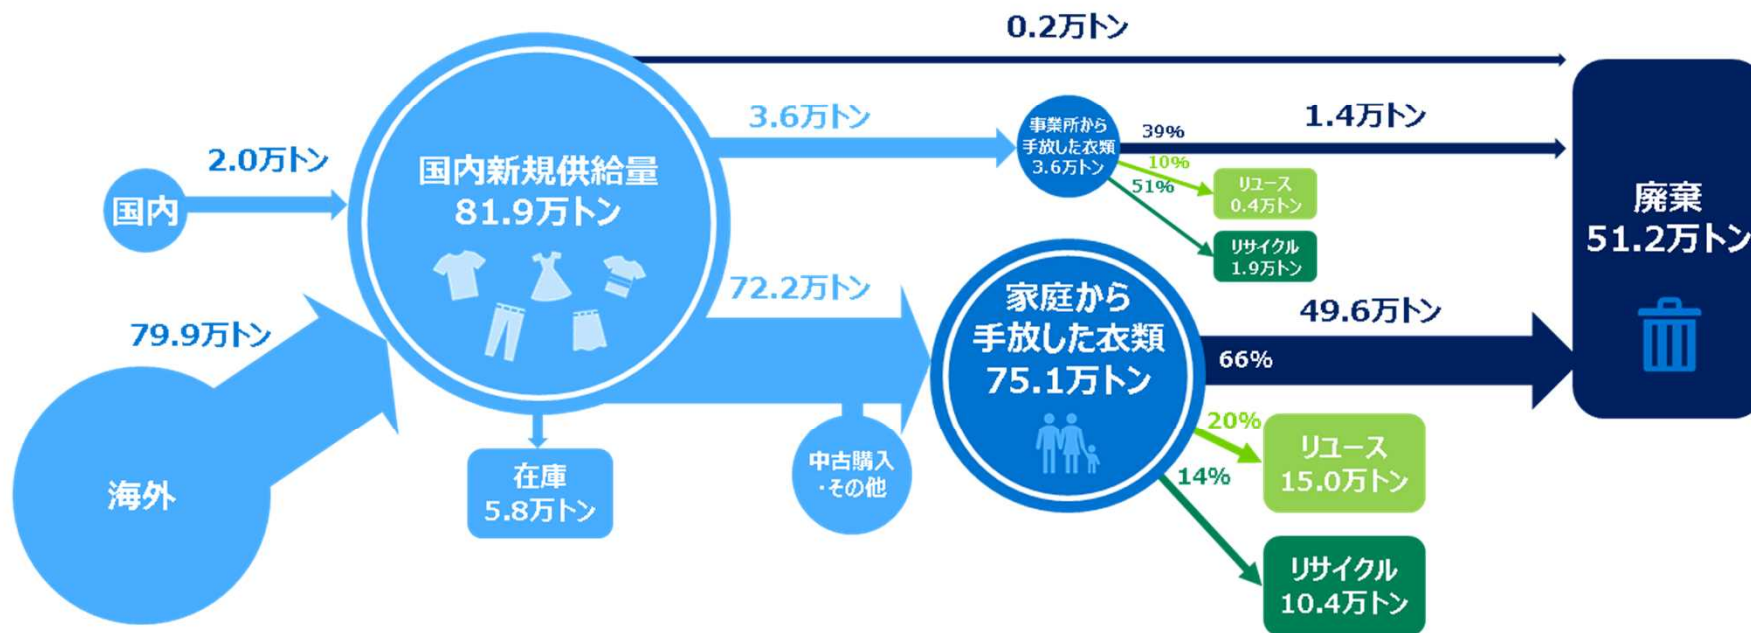 0.2万トン
2.0万トン
国内
79.9万トン
海外
国内新規供給量
81.9万トン
在庫
5.8万トン
3.6万トン
72.2万トン
中古購入
・その他
事業所から
手放した衣類
3.6万トン
39%
10%
51%
1.4万トン
リユース
0.4万トン
リサイクル
1.9万トン
家庭から
手放した衣類
75.1万トン
66%
49.6万トン
20%
14%
リユース
15.0万トン
リサイクル
10.4万トン
廃棄
51.2万トン